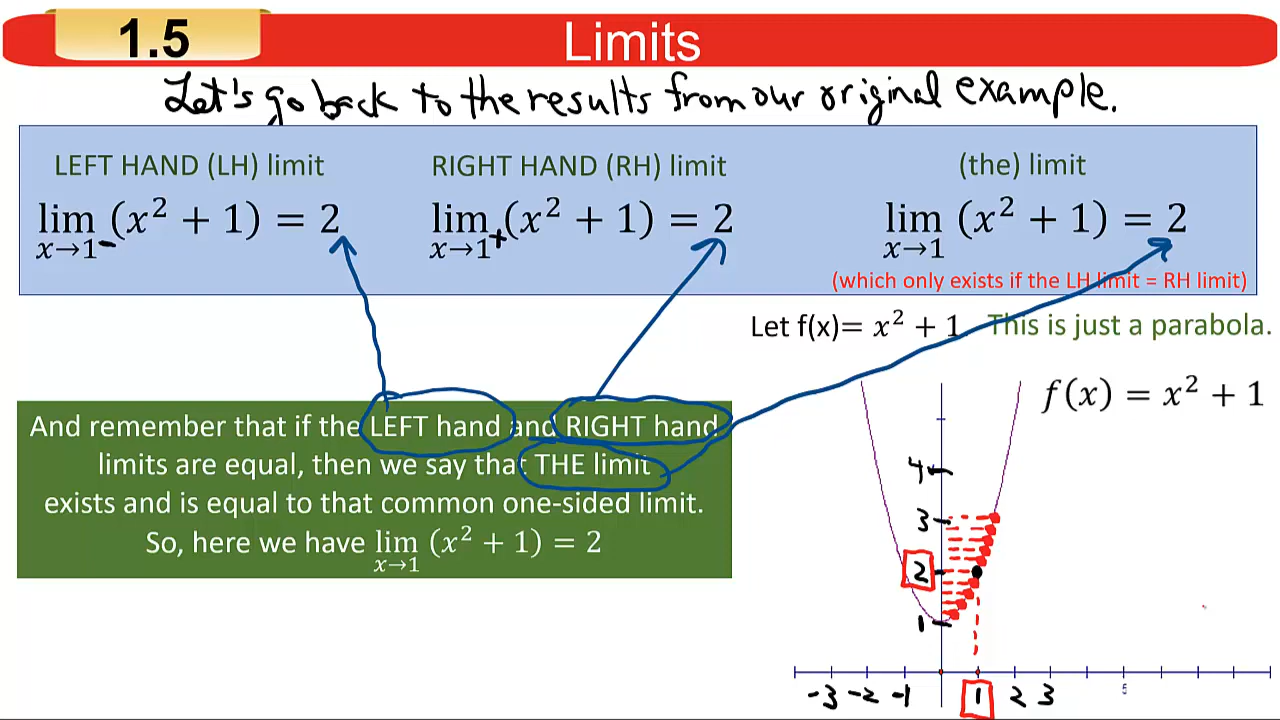 1.5
Limits
Let's go back to the results from our original example.
LEFT HAND (LH) limit
lim x→1⁻ (x² + 1) = 2
RIGHT HAND (RH) limit
lim x→1⁺ (x² + 1) = 2
(the) limit
lim x→1 (x² + 1) = 2
(which only exists if the LH limit = RH limit)
Let f(x)= x² + 1. This is just a parabola.
And remember that if the LEFT hand and RIGHT hand
limits are equal, then we say that THE limit
exists and is equal to that common one-sided limit.
So, here we have lim x→1 (x² + 1) = 2
f(x) = x² + 1
4
3
2
1
-3 -2 -1 1 2 3 5